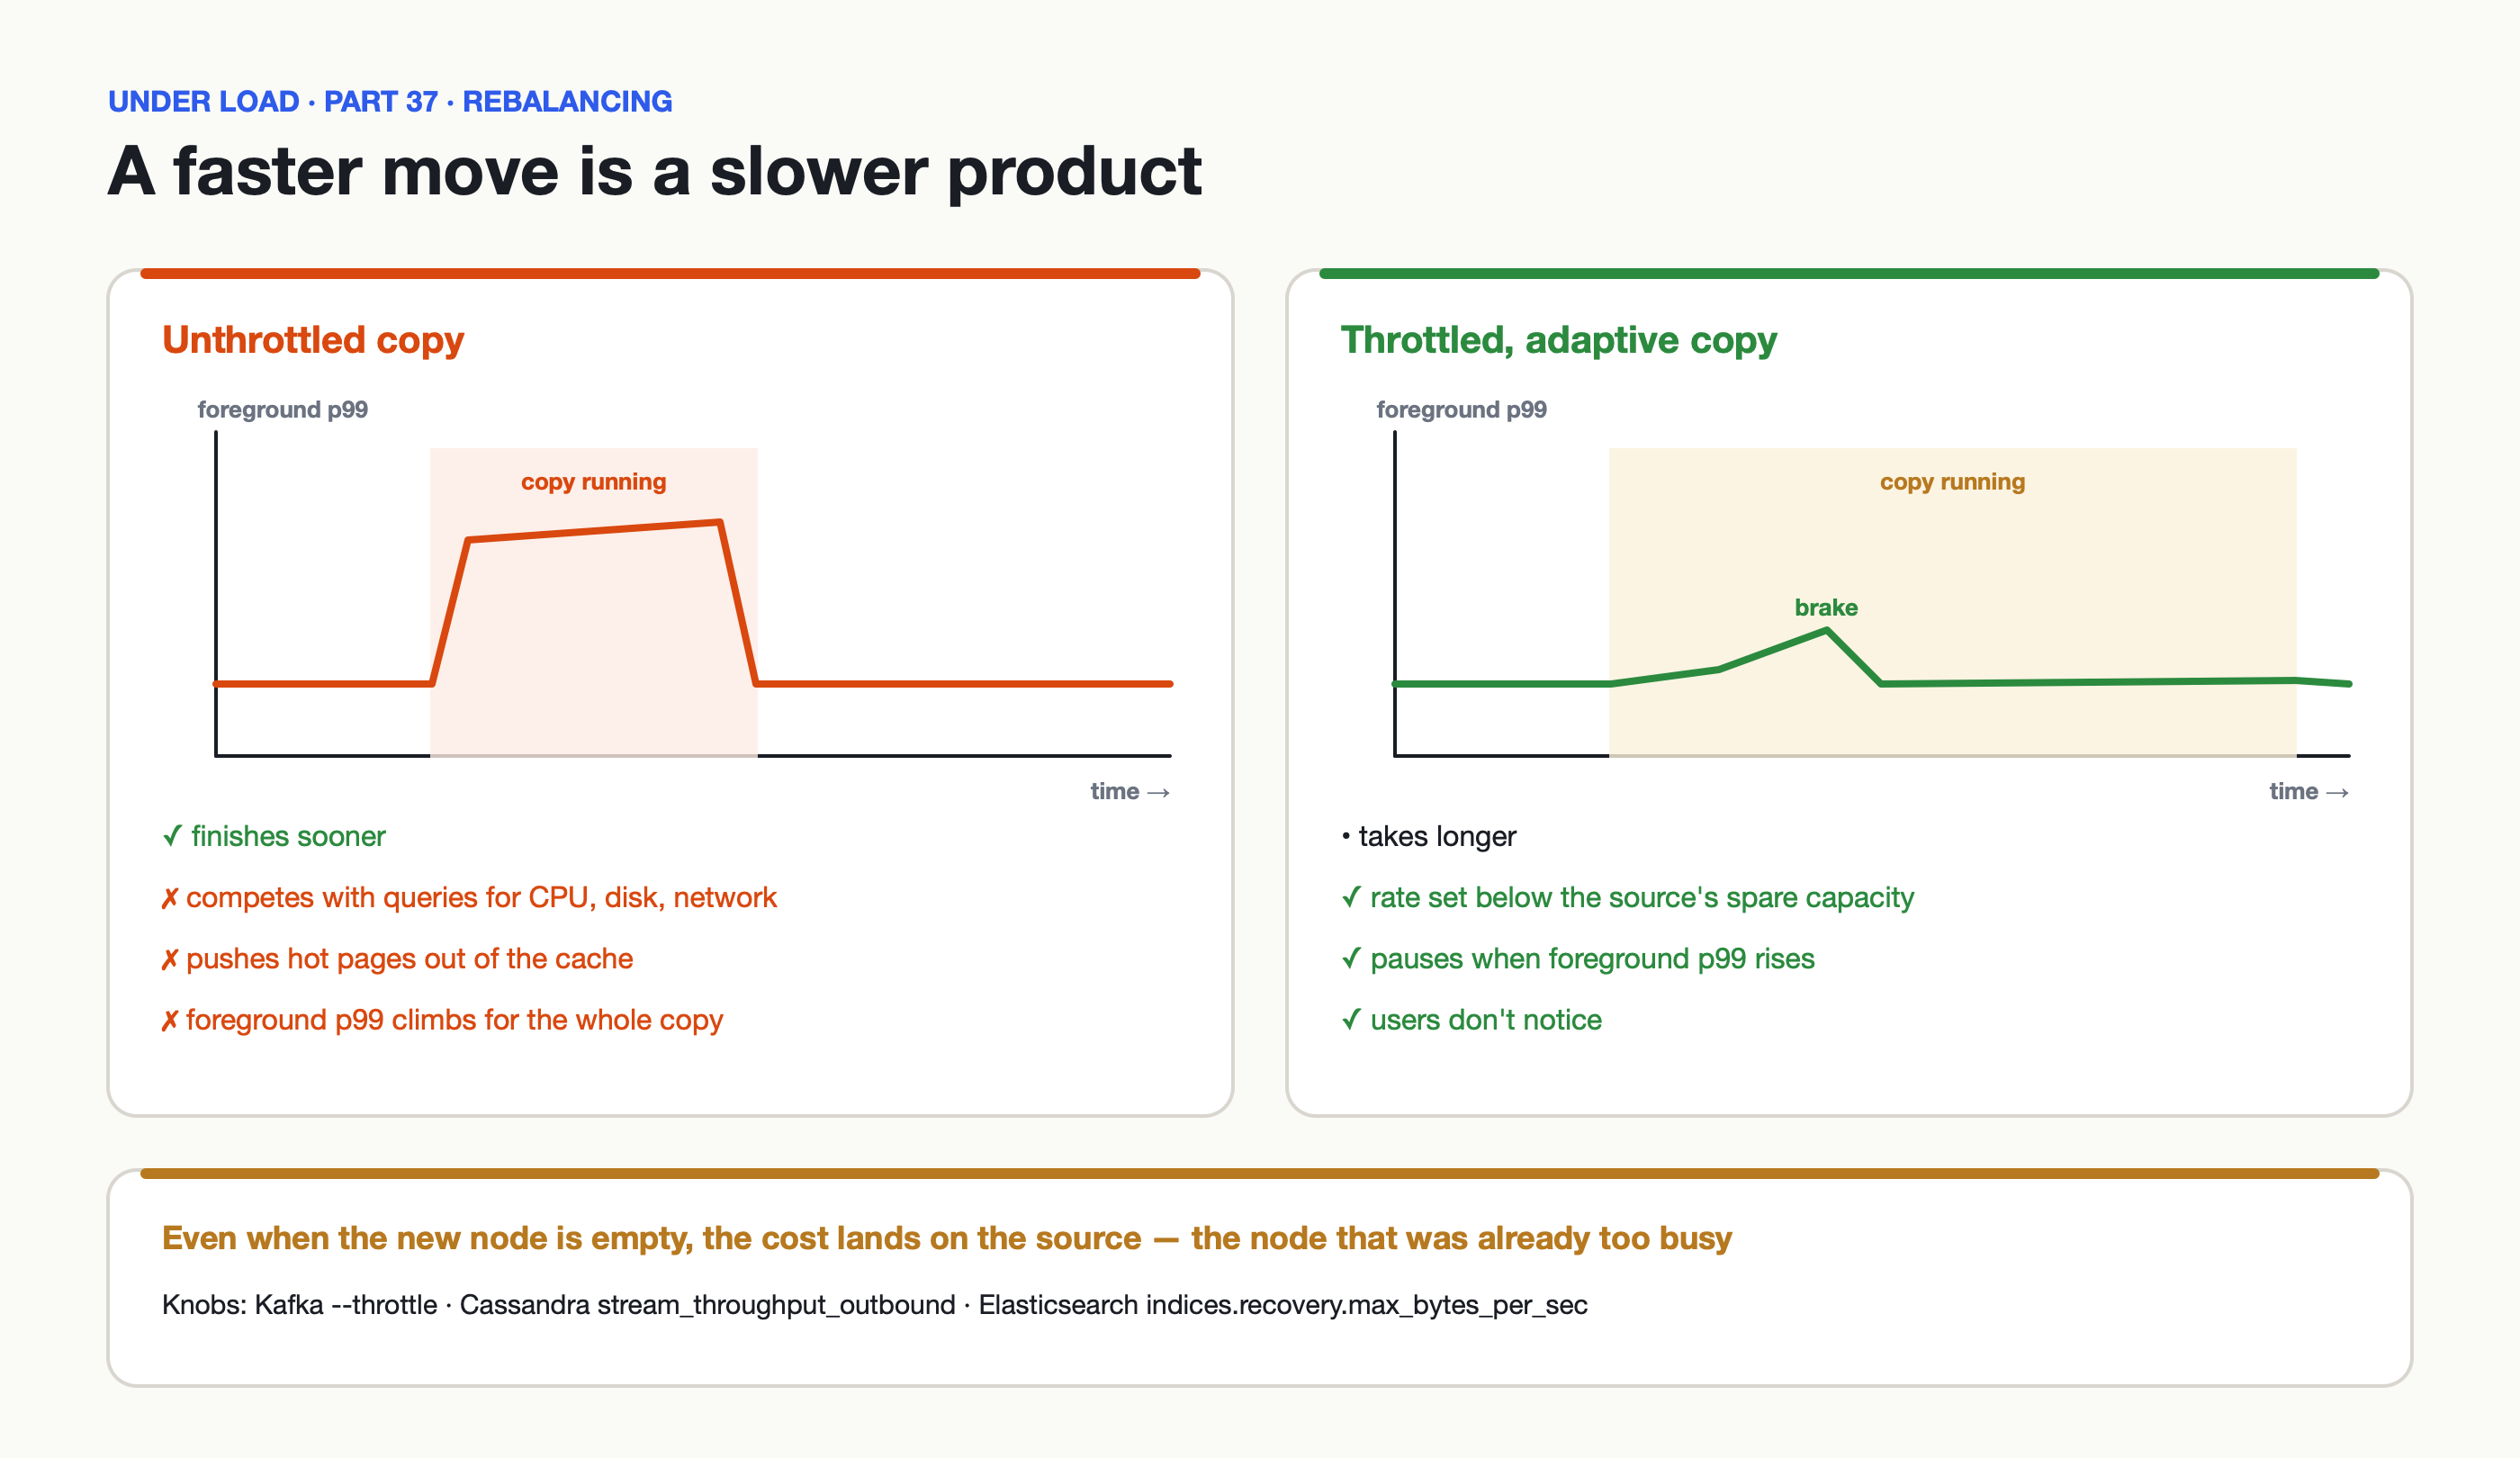 UNDER LOAD · PART 37 · REBALANCING
A faster move is a slower product
Unthrottled copy
foreground p99
copy running
time →
✓ finishes sooner
✗ competes with queries for CPU, disk, network
✗ pushes hot pages out of the cache
✗ foreground p99 climbs for the whole copy
Throttled, adaptive copy
foreground p99
copy running
brake
time →
• takes longer
✓ rate set below the source's spare capacity
✓ pauses when foreground p99 rises
✓ users don't notice
Even when the new node is empty, the cost lands on the source — the node that was already too busy
Knobs: Kafka --throttle · Cassandra stream_throughput_outbound · Elasticsearch indices.recovery.max_bytes_per_sec